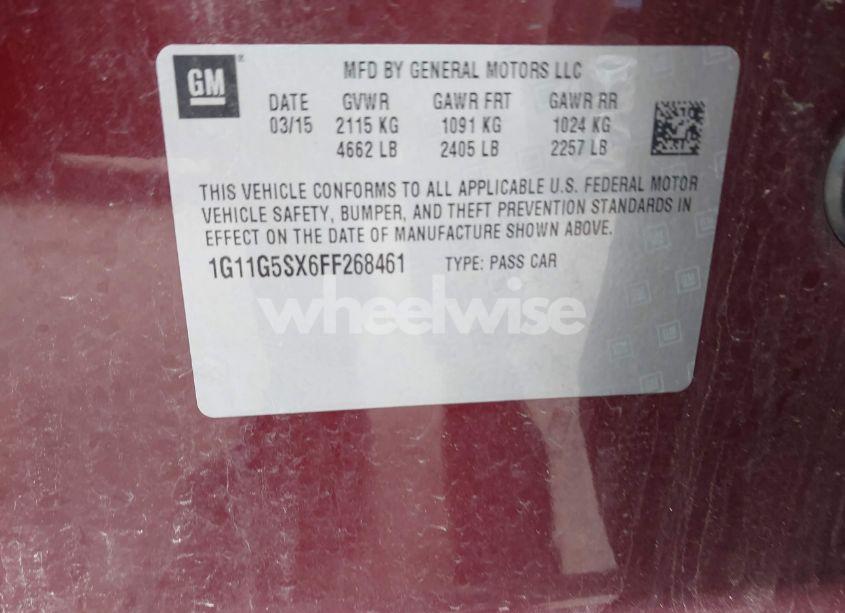 GM
MFD BY GENERAL MOTORS LLC
DATE GVWR GAWR FRT GAWR RR
03/15 2115 KG 1091 KG 1024 KG
4662 LB 2405 LB 2257 LB
THIS VEHICLE CONFORMS TO ALL APPLICABLE U.S. FEDERAL MOTOR
VEHICLE SAFETY, BUMPER, AND THEFT PREVENTION STANDARDS IN
EFFECT ON THE DATE OF MANUFACTURE SHOWN ABOVE.
1G11G5SX6FF268461 TYPE: PASS CAR
wheelwise